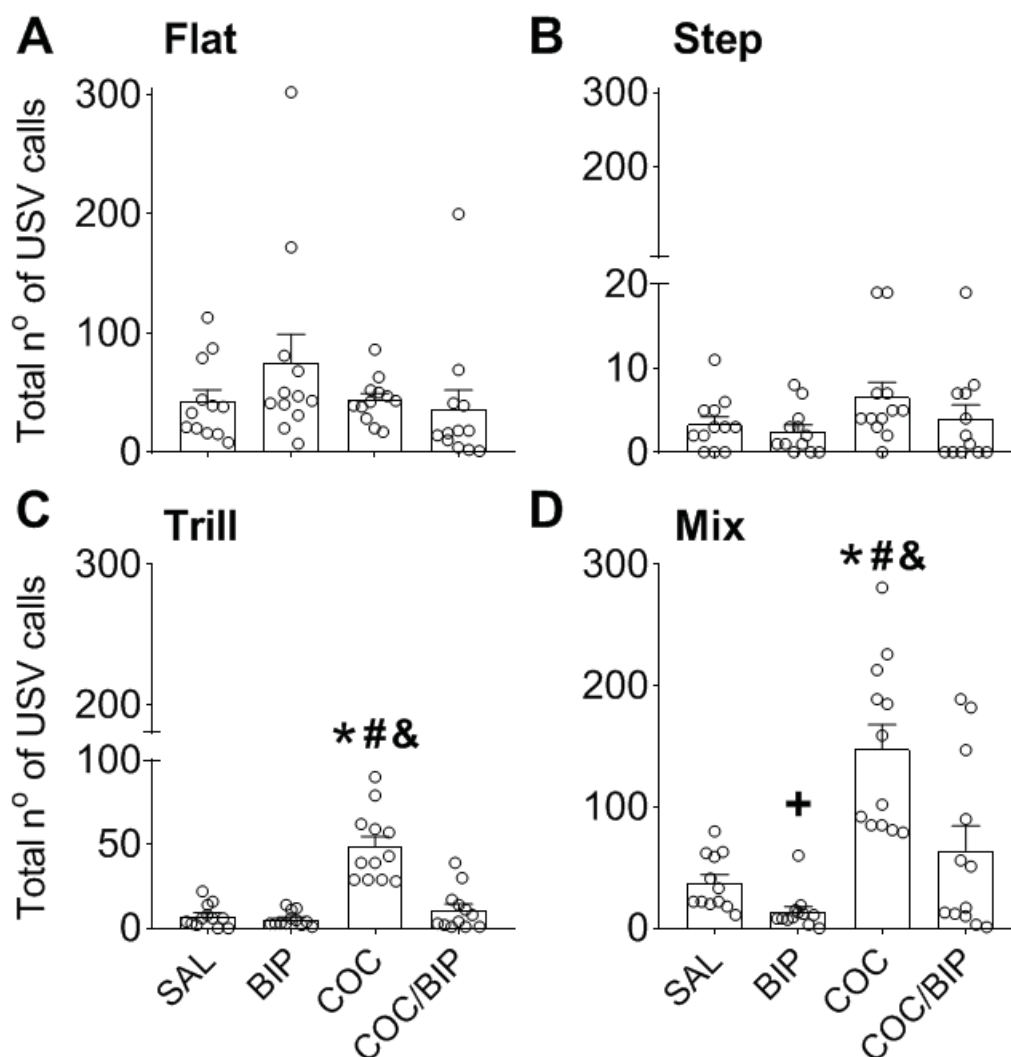 A Flat
Total nº of USV calls
300
200
100
0
B Step
300
200
20
10
0
C Trill
Total nº of USV calls
300
200
100
50
0
*#&
SAL
BIP
COC
COC/BIP
D Mix
300
200
100
0
+
*#&
SAL
BIP
COC
COC/BIP